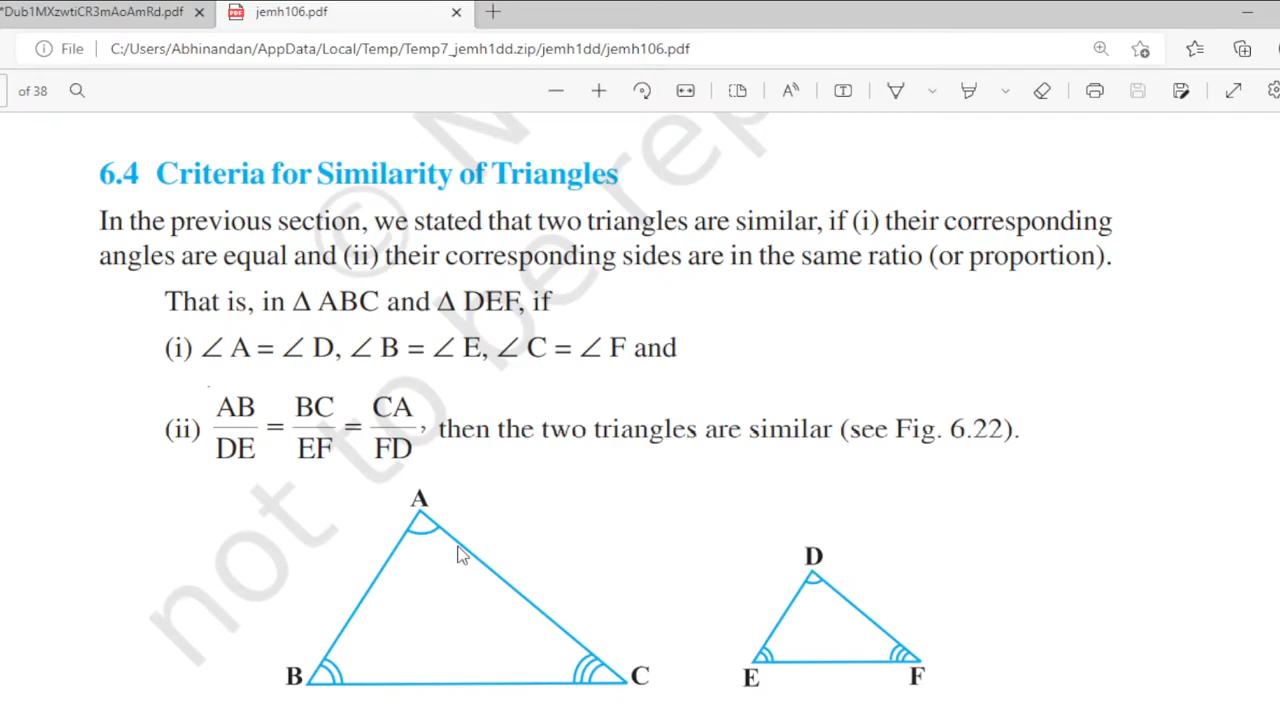 *Dub1MXzwtiCR3mAoAmRd.pdf
jemh106.pdf
File
C:/Users/Abhinandan/AppData/Local/Temp/Temp7_jemh1dd.zip/jemh1dd/jemh106.pdf
of 38
6.4 Criteria for Similarity of Triangles
In the previous section, we stated that two triangles are similar, if (i) their corresponding
angles are equal and (ii) their corresponding sides are in the same ratio (or proportion).
That is, in Δ ABC and Δ DEF, if
(i) ∠ A = ∠ D, ∠ B = ∠ E, ∠ C = ∠ F and
(ii) AB/DE = BC/EF = CA/FD, then the two triangles are similar (see Fig. 6.22).
A
D
B
C
E
F
© N
not to be rep